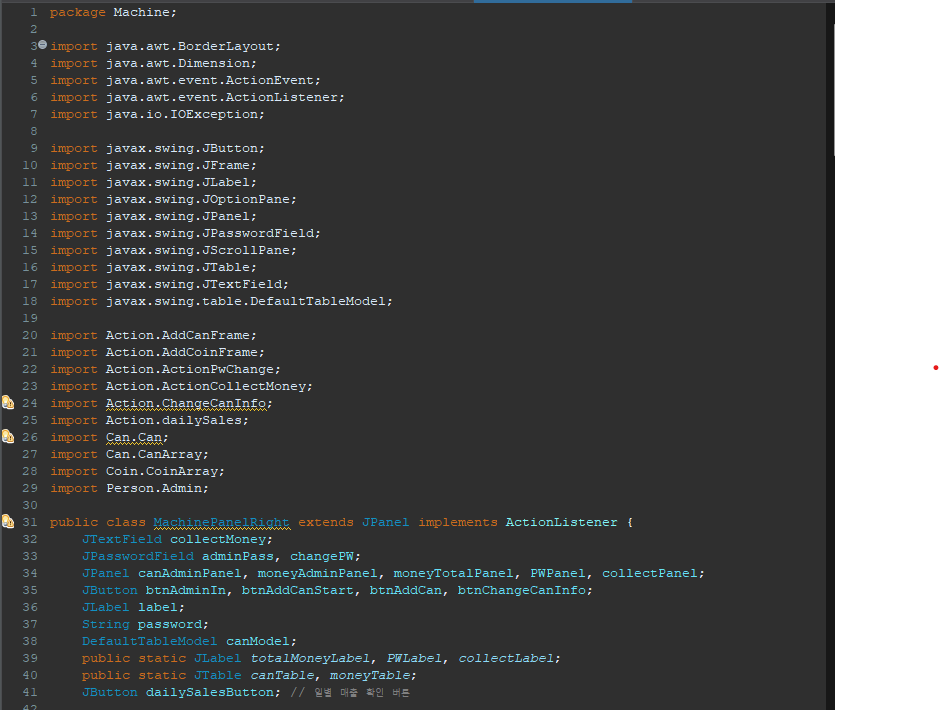 1 package Machine;
2
3 import java.awt.BorderLayout;
4 import java.awt.Dimension;
5 import java.awt.event.ActionEvent;
6 import java.awt.event.ActionListener;
7 import java.io.IOException;
8
9 import javax.swing.JButton;
10 import javax.swing.JFrame;
11 import javax.swing.JLabel;
12 import javax.swing.JOptionPane;
13 import javax.swing.JPanel;
14 import javax.swing.JPasswordField;
15 import javax.swing.JScrollPane;
16 import javax.swing.JTable;
17 import javax.swing.JTextField;
18 import javax.swing.table.DefaultTableModel;
19
20 import Action.AddCanFrame;
21 import Action.AddCoinFrame;
22 import Action.ActionPwChange;
23 import Action.ActionCollectMoney;
24 import Action.ChangeCanInfo;
25 import Action.dailySales;
26 import Can.Can;
27 import Can.CanArray;
28 import Coin.CoinArray;
29 import Person.Admin;
30
31 public class MachinePanelRight extends JPanel implements ActionListener {
32 JTextField collectMoney;
33 JPasswordField adminPass, changePW;
34 JPanel canAdminPanel, moneyAdminPanel, moneyTotalPanel, PWPanel, collectPanel;
35 JButton btnAdminIn, btnAddCanStart, btnAddCan, btnChangeCanInfo;
36 JLabel label;
37 String password;
38 DefaultTableModel canModel;
39 public static JLabel totalMoneyLabel, PWLabel, collectLabel;
40 public static JTable canTable, moneyTable;
41 JButton dailySalesButton; // 일별 매출 확인 버튼
42